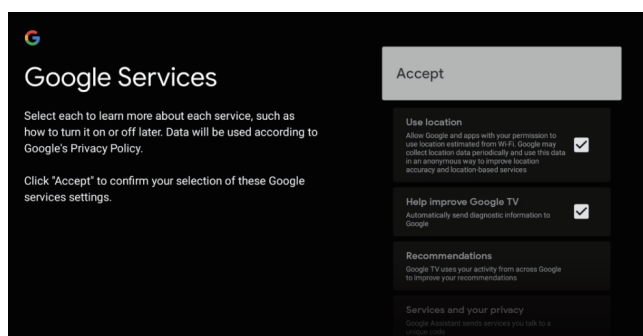 Google Services
Select each to learn more about each service, such as
how to turn it on or off later. Data will be used according to
Google's Privacy Policy.
Click "Accept" to confirm your selection of these Google
services settings.
Accept
Use location
Allow Google and apps with your permission to
use location estimated from Wi-Fi. Google may
collect location data periodically and use this data
in an anonymous way to improve location
accuracy and location-based services
Help improve Google TV
Automatically send diagnostic information to
Google
Recommendations
Google TV uses your activity from across Google
to improve your recommendations
Services and your privacy
Google Assistant sends services you talk to a
unique code